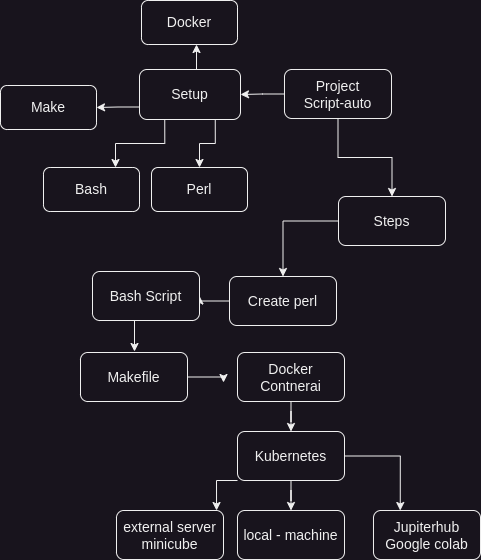 Docker
Setup
Project
Script-auto
Make
Bash
Perl
Steps
Bash Script
Create perl
Makefile
Docker
Contnerai
Kubernetes
external server
minicube
local - machine
Jupiterhub
Google colab